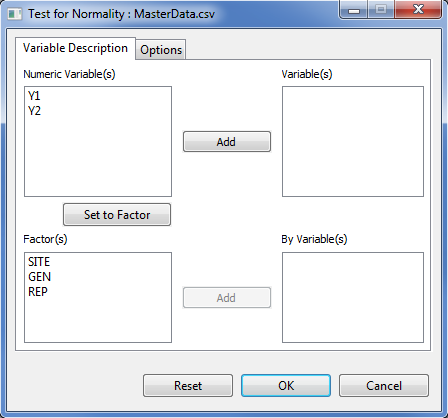 Test for Normality : MasterData.csv
Variable Description
Options
Numeric Variable(s)
Variable(s)
Y1
Y2
Add
Set to Factor
Factor(s)
By Variable(s)
SITE
GEN
REP
Add
Reset
OK
Cancel